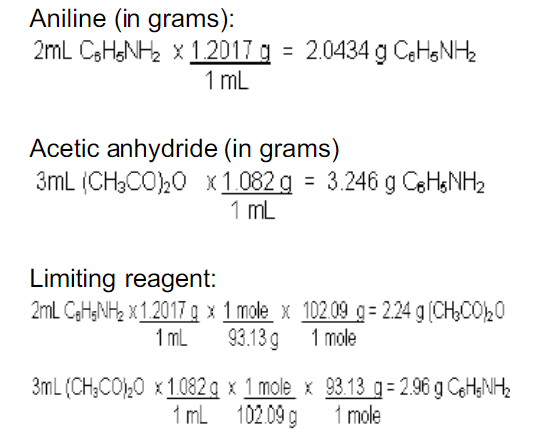 Aniline (in grams):
2mL C₆H₅NH₂ x 1.2017 g = 2.0434 g C₆H₅NH₂
1 mL
Acetic anhydride (in grams)
3mL (CH₃CO)₂O x 1.082 g = 3.246 g C₆H₅NH₂
1 mL
Limiting reagent:
2mL C₆H₅NH₂ x 1.2017 g x 1 mole x 102.09 g = 2.24 g (CH₃CO)₂O
1 mL 93.13 g 1 mole
3mL (CH₃CO)₂O x 1.082 g x 1 mole x 93.13 g = 2.96 g C₆H₅NH₂
1 mL 102.09 g 1 mole